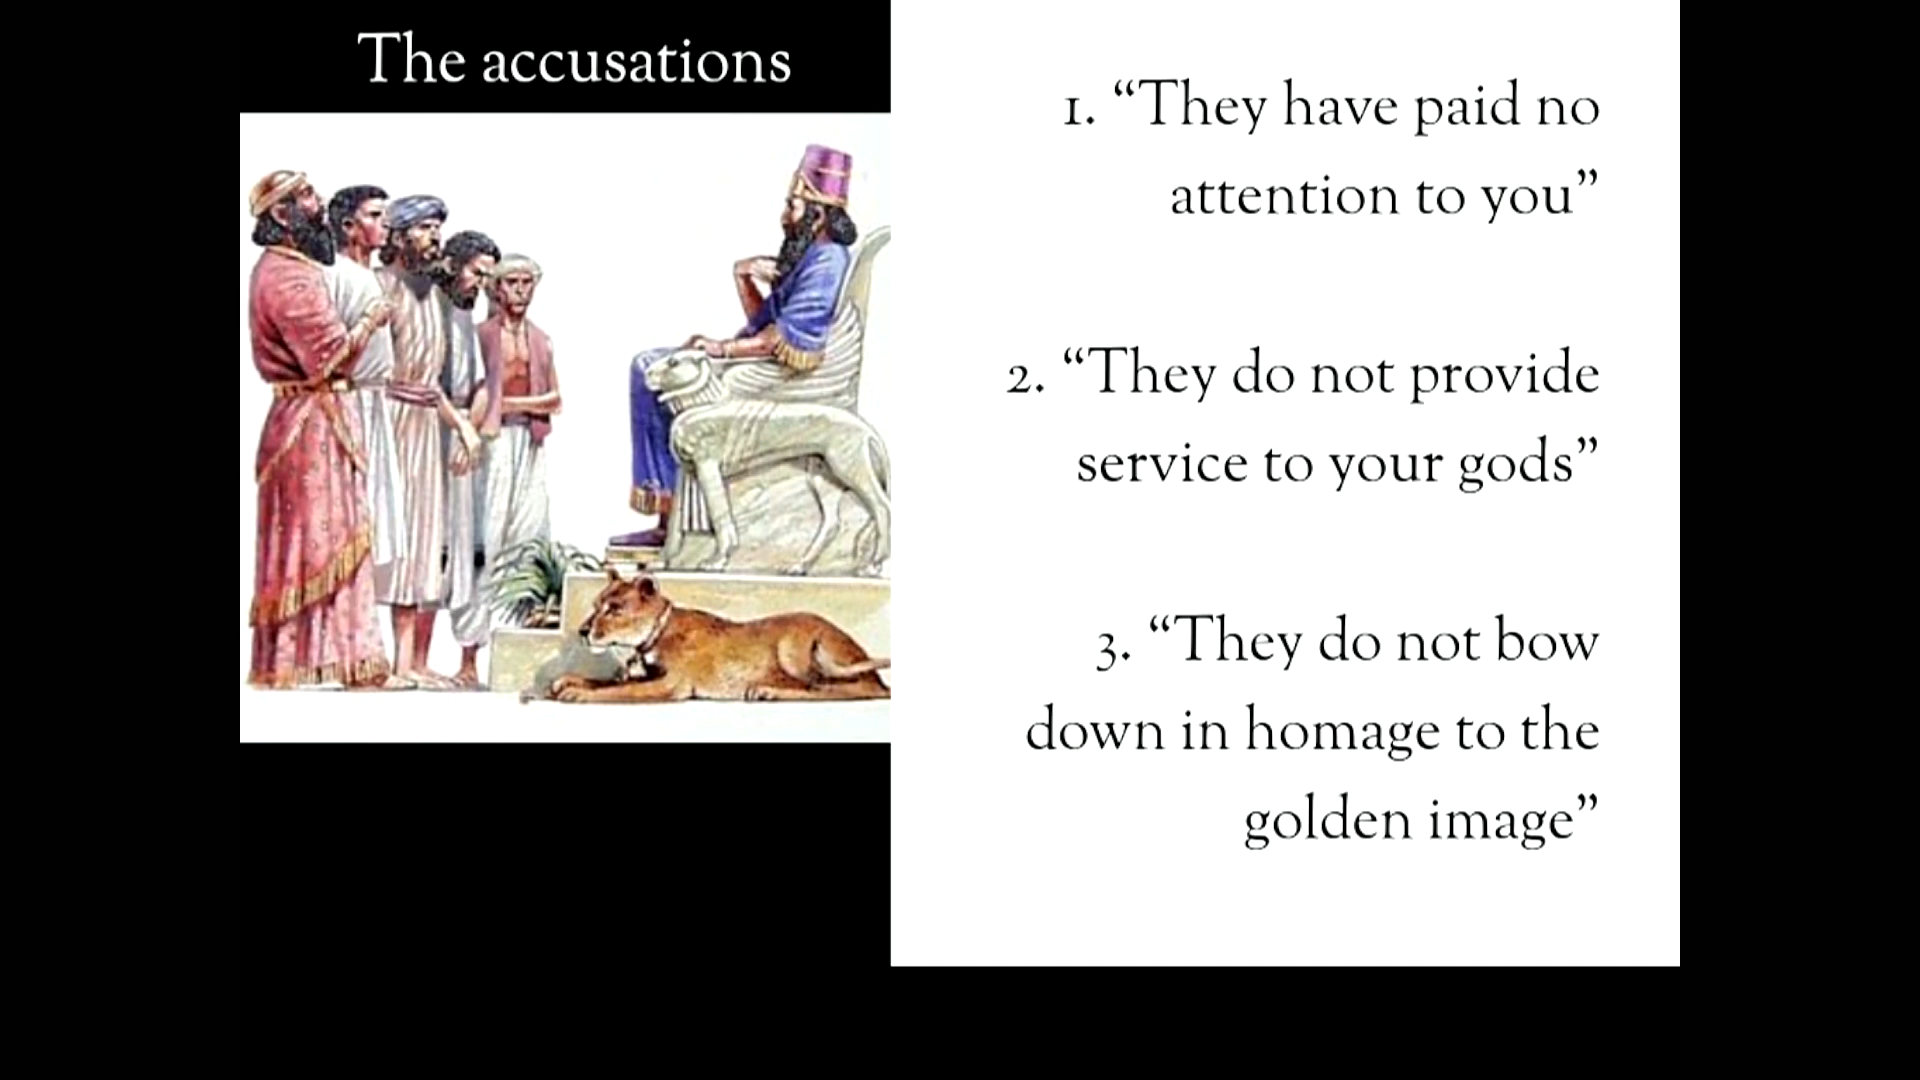 The accusations
1. “They have paid no
attention to you”
2. “They do not provide
service to your gods”
3. “They do not bow
down in homage to the
golden image”